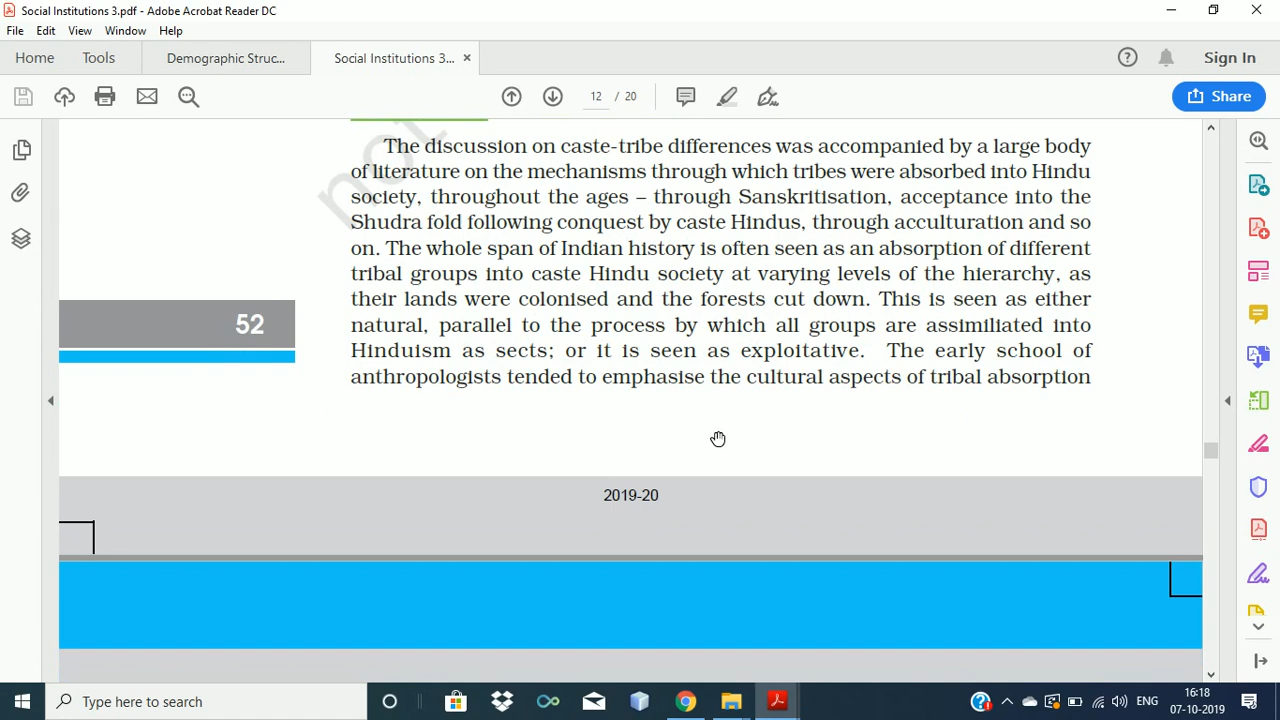 Social Institutions 3.pdf - Adobe Acrobat Reader DC
File Edit View Window Help
Home Tools Demographic Struc... Social Institutions 3... ×
? Sign In
12 / 20
Share
not
The discussion on caste-tribe differences was accompanied by a large body
of literature on the mechanisms through which tribes were absorbed into Hindu
society, throughout the ages – through Sanskritisation, acceptance into the
Shudra fold following conquest by caste Hindus, through acculturation and so
on. The whole span of Indian history is often seen as an absorption of different
tribal groups into caste Hindu society at varying levels of the hierarchy, as
their lands were colonised and the forests cut down. This is seen as either
natural, parallel to the process by which all groups are assimiliated into
Hinduism as sects; or it is seen as exploitative. The early school of
anthropologists tended to emphasise the cultural aspects of tribal absorption
52
2019-20
Type here to search
ENG
16:18
07-10-2019